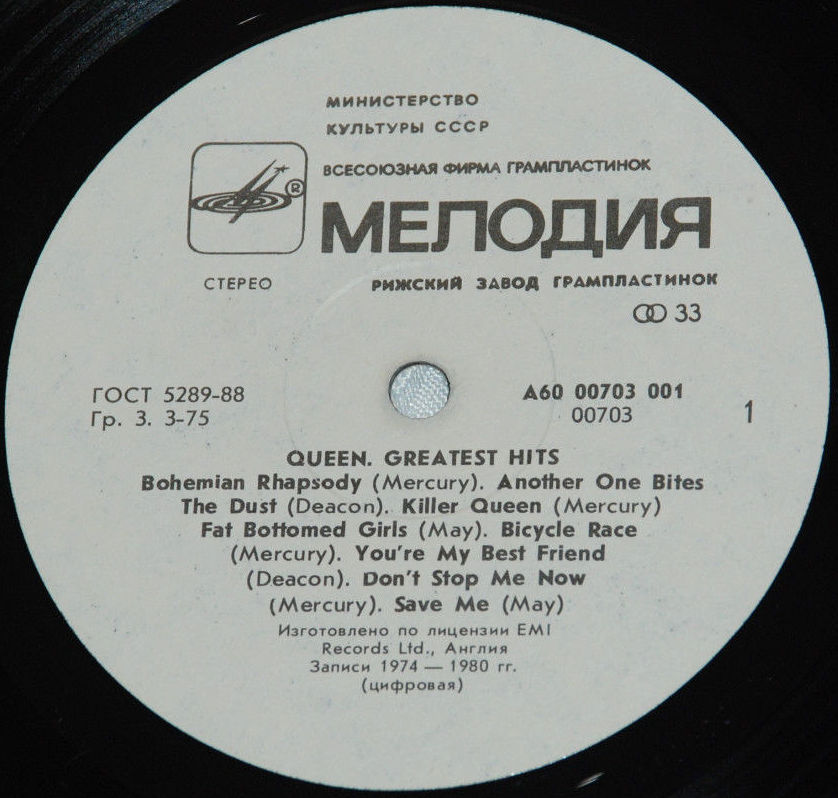 МИНИСТЕРСТВО
КУЛЬТУРЫ СССР
ВСЕСОЮЗНАЯ ФИРМА ГРАМПЛАСТИНОК
®
МЕЛОДИЯ
СТЕРЕО
РИЖСКИЙ ЗАВОД ГРАМПЛАСТИНОК
33
ГОСТ 5289-88
Гр. 3. 3-75
А60 00703 001
00703
1
QUEEN. GREATEST HITS
Bohemian Rhapsody (Mercury). Another One Bites
The Dust (Deacon). Killer Queen (Mercury)
Fat Bottomed Girls (May). Bicycle Race
(Mercury). You're My Best Friend
(Deacon). Don't Stop Me Now
(Mercury). Save Me (May)
Изготовлено по лицензии EMI
Records Ltd., Англия
Записи 1974 — 1980 гг.
(цифровая)